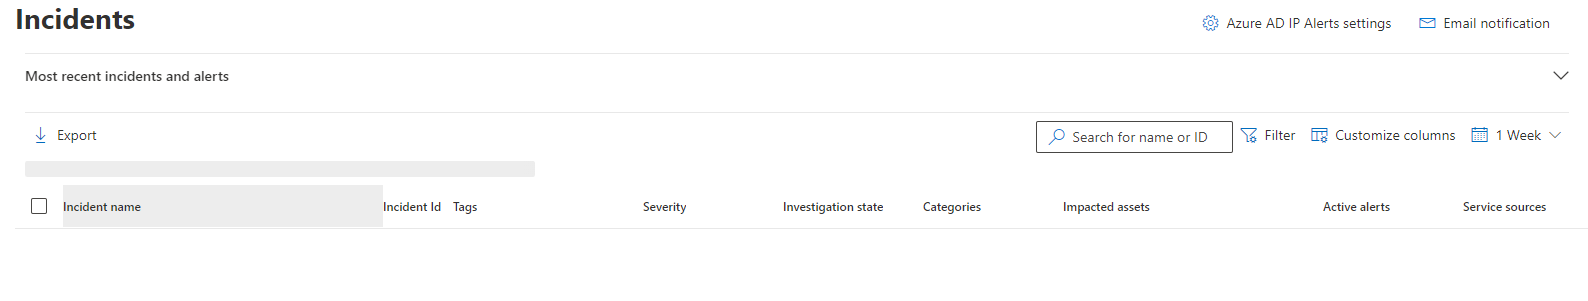 Incidents
Azure AD IP Alerts settings
Email notification
Most recent incidents and alerts
Export
Search for name or ID
Filter
Customize columns
1 Week
Incident name
Incident Id
Tags
Severity
Investigation state
Categories
Impacted assets
Active alerts
Service sources